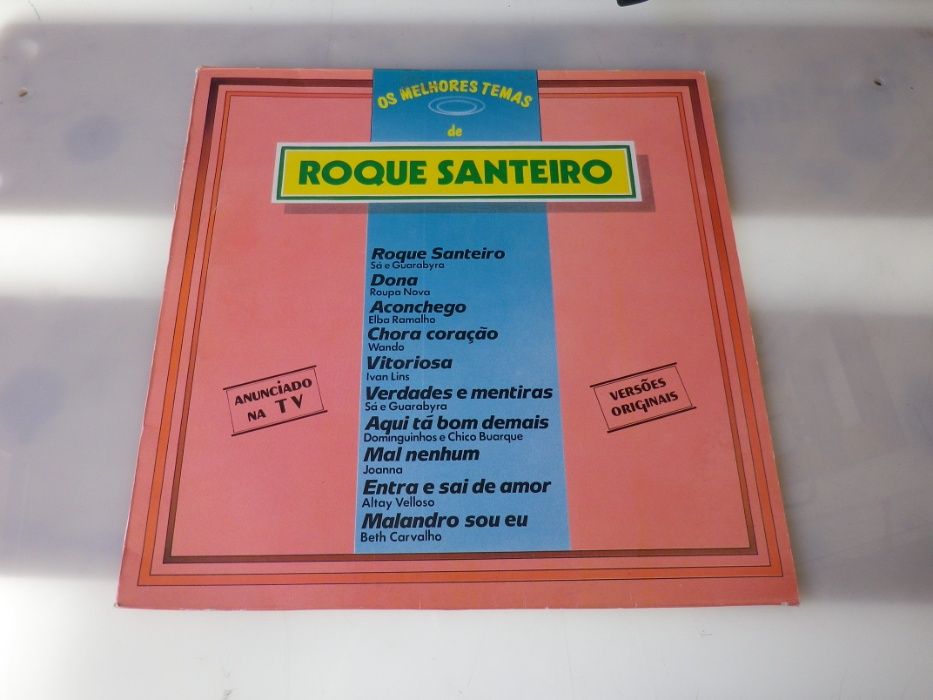 OS MELHORES TEMAS
de
ROQUE SANTEIRO
Roque Santeiro
Sá e Guarabyra
Dona
Roupa Nova
Aconchego
Elba Ramalho
Chora coração
Wando
Vitoriosa
Ivan Lins
Verdades e mentiras
Sá e Guarabyra
Aqui tá bom demais
Dominguinhos e Chico Buarque
Mal nenhum
Joanna
Entra e sai de amor
Altay Velloso
Malandro sou eu
Beth Carvalho
ANUNCIADO
NA TV
VERSÕES
ORIGINAIS